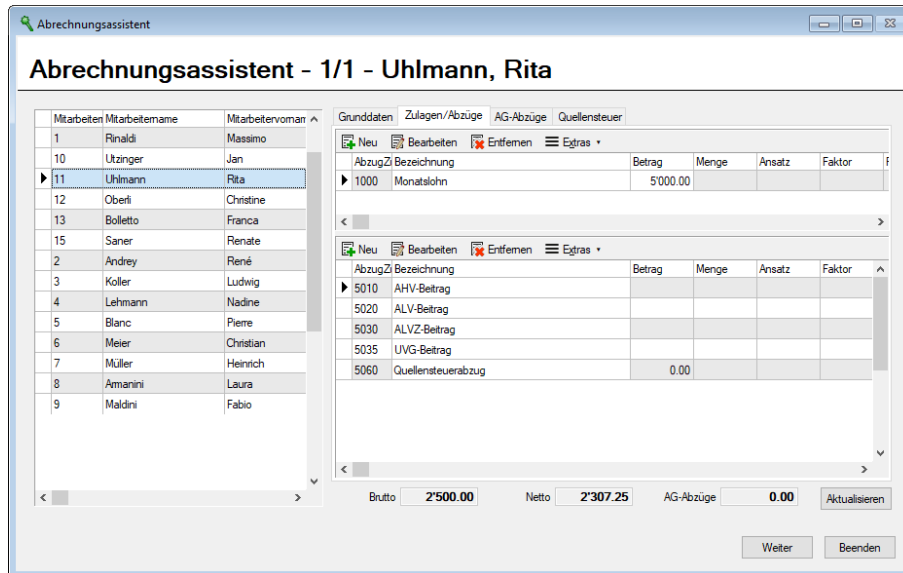 Abrechnungsassistent
Abrechnungsassistent - 1/1 - Uhlmann, Rita
Mitarbeitern Mitarbeitername Mitarbeitervornam
1 Rinaldi Massimo
10 Utzinger Jan
11 Uhlmann Rita
12 Oberli Christine
13 Bolletto Franca
15 Saner Renate
2 Andrey René
3 Koller Ludwig
4 Lehmann Nadine
5 Blanc Pierre
6 Meier Christian
7 Müller Heinrich
8 Armanini Laura
9 Maldini Fabio
Grunddaten Zulagen/Abzüge AG-Abzüge Quellensteuer
Neu Bearbeiten Entfernen Extras
AbzugZ Bezeichnung Betrag Menge Ansatz Faktor F
1000 Monatslohn 5'000.00
Neu Bearbeiten Entfernen Extras
AbzugZ Bezeichnung Betrag Menge Ansatz Faktor
5010 AHV-Beitrag
5020 ALV-Beitrag
5030 ALVZ-Beitrag
5035 UVG-Beitrag
5060 Quellensteuerabzug 0.00
Brutto 2'500.00 Netto 2'307.25 AG-Abzüge 0.00 Aktualisieren
Weiter Beenden